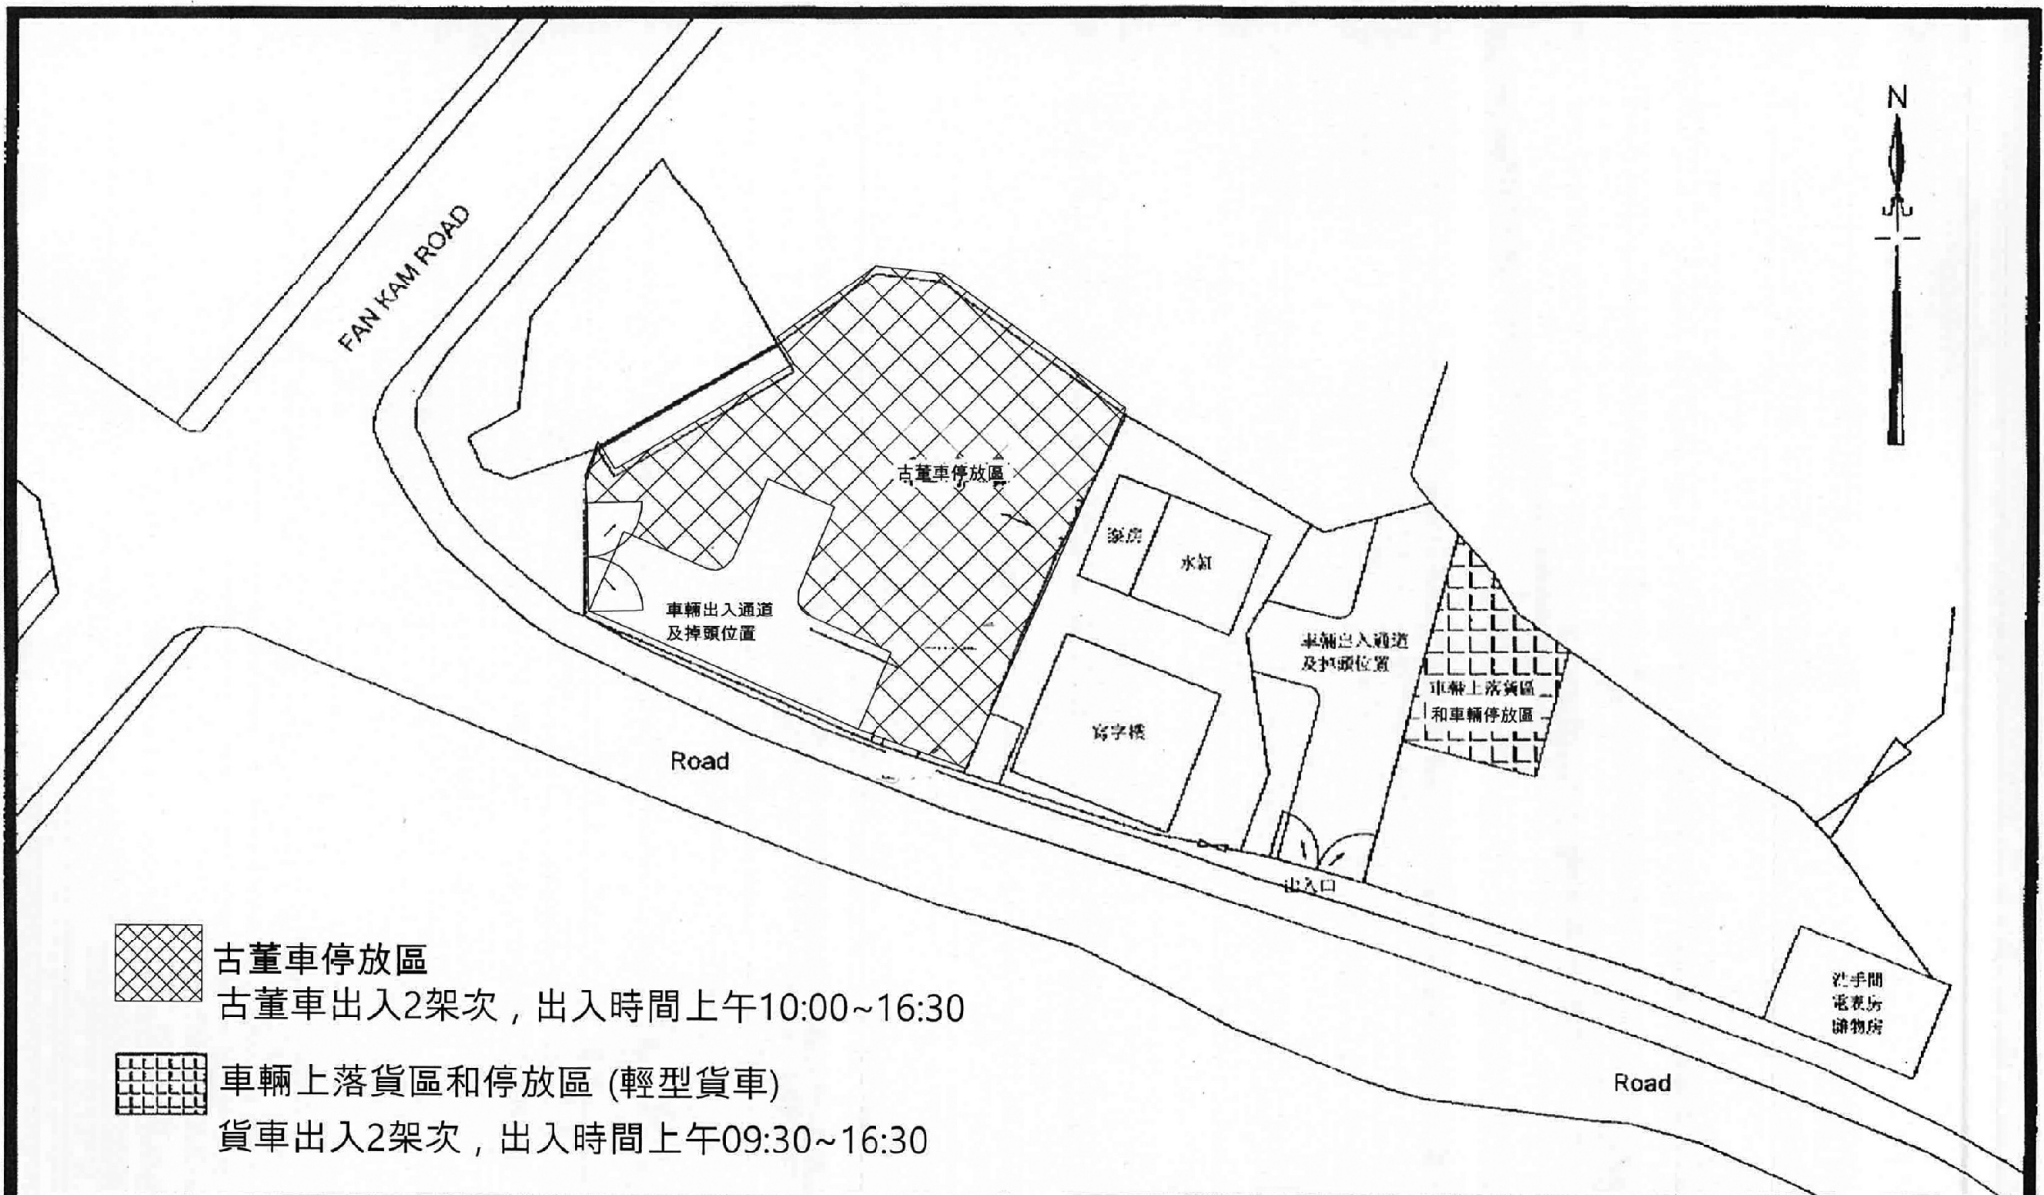 N
FAN KAM ROAD
古董車停放區
泵房
水缸
車輛出入通道
及掉頭位置
車輛出入通道
及掉頭位置
車輛上落貨區
和車輛停放區
寫字樓
Road
出入口
洗手間
電表房
雜物房
Road
古董車停放區
古董車出入2架次，出入時間上午10:00~16:30
車輛上落貨區和停放區 (輕型貨車)
貨車出入2架次，出入時間上午09:30~16:30